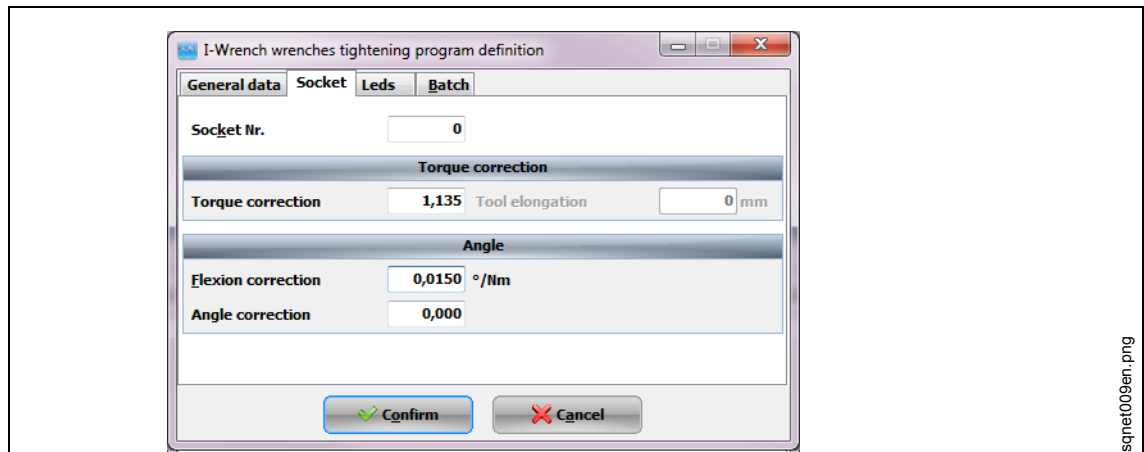 I-Wrench wrenches tightening program definition
General data Socket Leds Batch
Socket Nr. 0
Torque correction
Torque correction 1,135 Tool elongation 0 mm
Angle
Flexion correction 0,0150 °/Nm
Angle correction 0,000
Confirm Cancel
sqnet009en.png